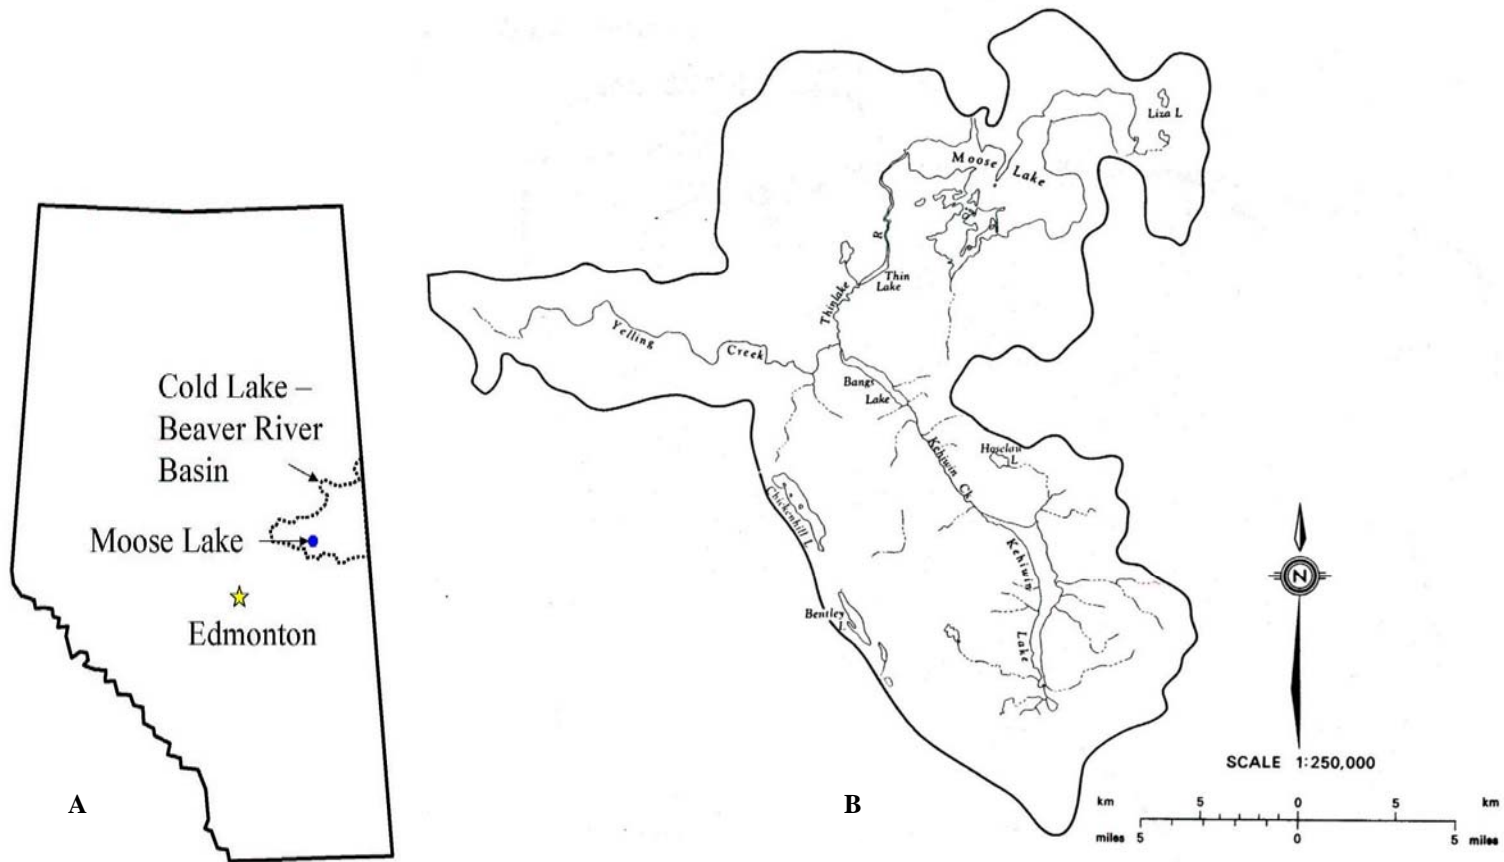 Cold Lake –
Beaver River
Basin
Moose Lake
Edmonton
A
Liza L
Moose
Lake
R
Thin
Lake
Thinlake
Yelling
Creek
Bangs
Lake
Kehiwin Ck
L
Chickenhill L
Kehiwin
Lake
Bentley
L
N
SCALE 1:250,000
B
km 5 0 5 km
miles 5 0 5 miles